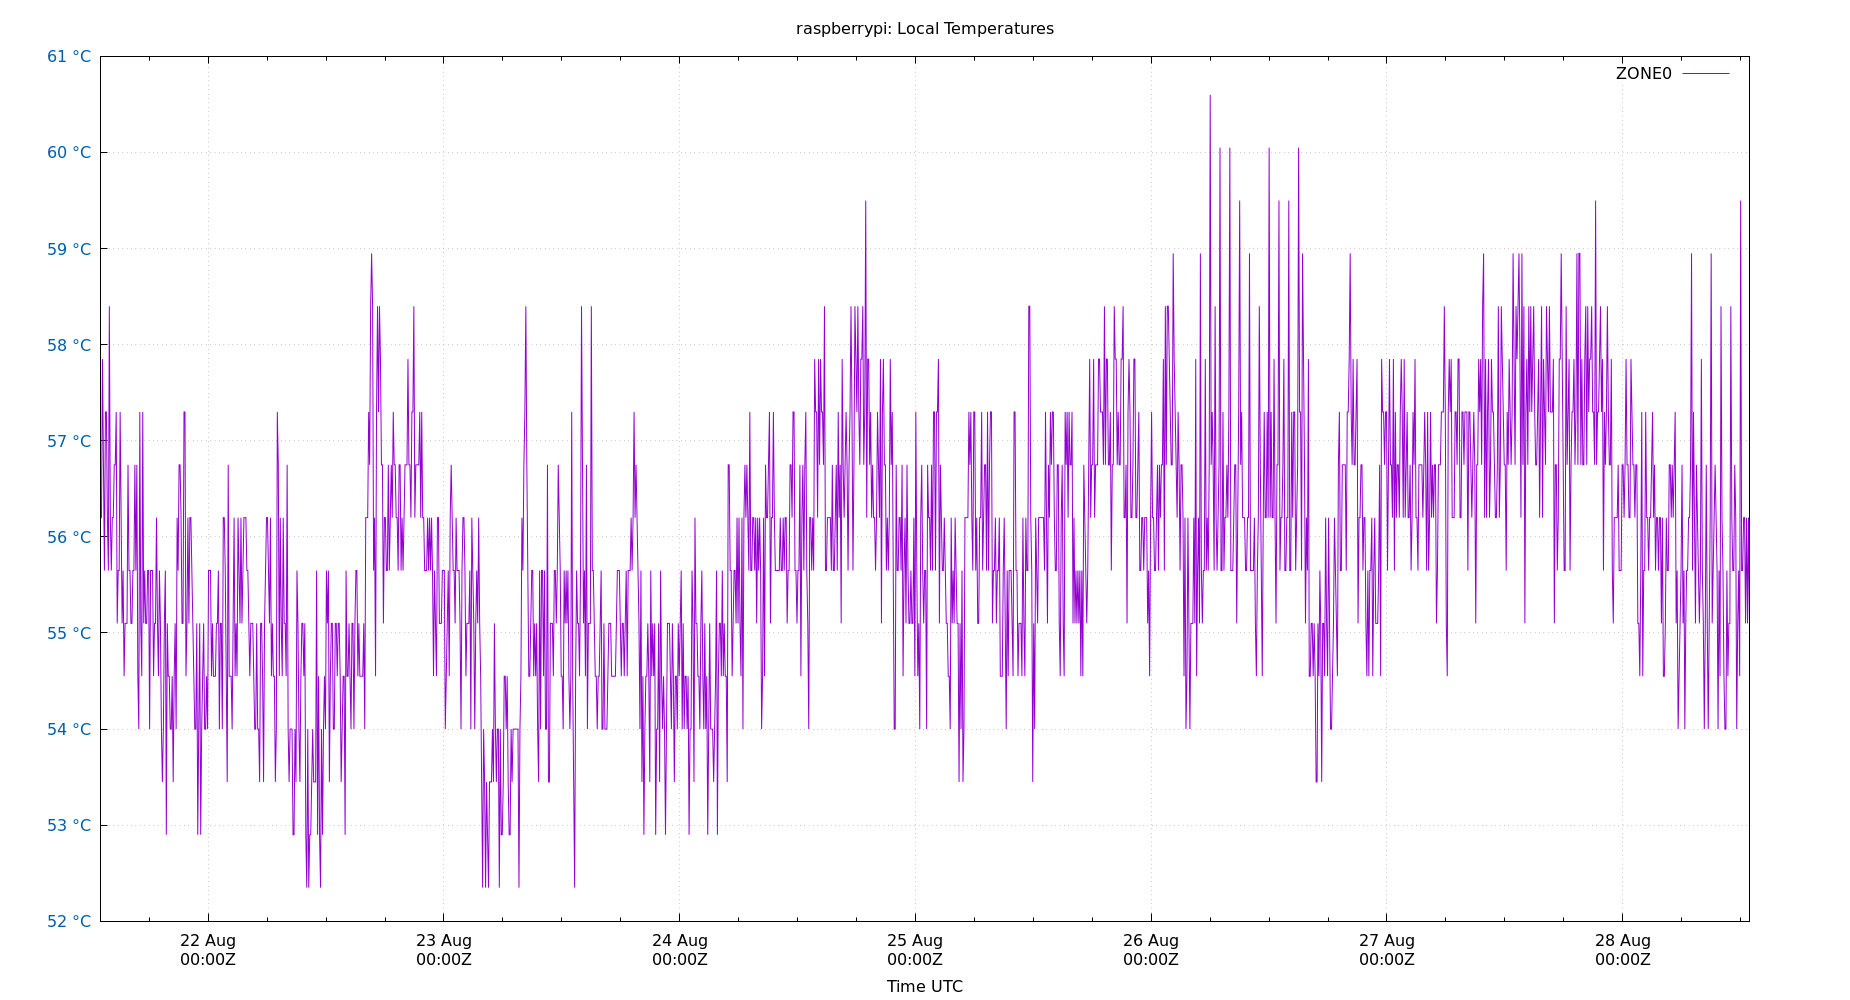 raspberrypi: Local Temperatures
61 °C
60 °C
59 °C
58 °C
57 °C
56 °C
55 °C
54 °C
53 °C
52 °C
ZONE0
22 Aug
00:00Z
23 Aug
00:00Z
24 Aug
00:00Z
25 Aug
00:00Z
26 Aug
00:00Z
27 Aug
00:00Z
28 Aug
00:00Z
Time UTC